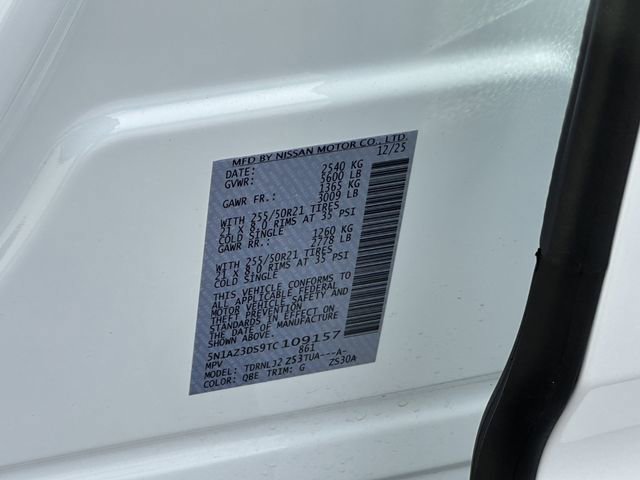 MFD BY NISSAN MOTOR CO., LTD.
DATE: 12/25
GVWR: 2540 KG
5600 LB
GAWR FR.: 1365 KG
3009 LB
WITH 255/50R21 TIRES
21 X 8.0 RIMS AT 35 PSI
COLD SINGLE
GAWR RR.: 1260 KG
2778 LB
WITH 255/50R21 TIRES
21 X 8.0 RIMS AT 35 PSI
COLD SINGLE
THIS VEHICLE CONFORMS TO
ALL APPLICABLE FEDERAL
MOTOR VEHICLE SAFETY AND
THEFT PREVENTION
STANDARDS IN EFFECT ON
THE DATE OF MANUFACTURE
SHOWN ABOVE.
5N1AZ3DS9TC109157
MPV 861
MODEL: TDRNLJ2 Z53TUA---A-
COLOR: QBE TRIM: G ZS30A